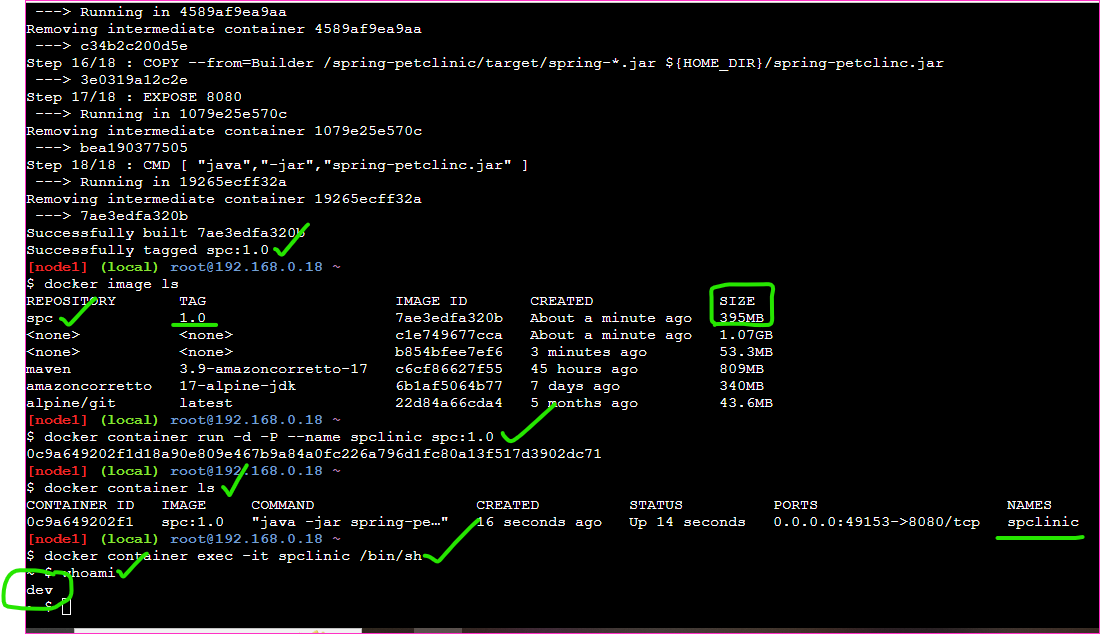 ---> Running in 4589af9ea9aa
Removing intermediate container 4589af9ea9aa
---> c34b2c200d5e
Step 16/18 : COPY --from=Builder /spring-petclinic/target/spring-*.jar ${HOME_DIR}/spring-petclinc.jar
---> 3e0319a12c2e
Step 17/18 : EXPOSE 8080
---> Running in 1079e25e570c
Removing intermediate container 1079e25e570c
---> bea190377505
Step 18/18 : CMD [ "java","-jar","spring-petclinc.jar" ]
---> Running in 19265ecff32a
Removing intermediate container 19265ecff32a
---> 7ae3edfa320b
Successfully built 7ae3edfa320b
Successfully tagged spc:1.0
[node1] (local) root@192.168.0.18 ~
$ docker image ls
REPOSITORY TAG IMAGE ID CREATED SIZE
spc 1.0 7ae3edfa320b About a minute ago 395MB
<none> <none> c1e749677cca About a minute ago 1.07GB
<none> <none> b854bfee7ef6 3 minutes ago 53.3MB
maven 3.9-amazoncorretto-17 c6cf86627f55 45 hours ago 809MB
amazoncorretto 17-alpine-jdk 6b1af5064b77 7 days ago 340MB
alpine/git latest 22d84a66cda4 5 months ago 43.6MB
[node1] (local) root@192.168.0.18 ~
$ docker container run -d -P --name spclinic spc:1.0
0c9a649202f1d18a90e809e467b9a84a0fc226a796d1fc80a13f517d3902dc71
[node1] (local) root@192.168.0.18 ~
$ docker container ls
CONTAINER ID IMAGE COMMAND CREATED STATUS PORTS NAMES
0c9a649202f1 spc:1.0 "java -jar spring-pe…" 16 seconds ago Up 14 seconds 0.0.0.0:49153->8080/tcp spclinic
[node1] (local) root@192.168.0.18 ~
$ docker container exec -it spclinic /bin/sh
~ $ whoami
dev
~ $